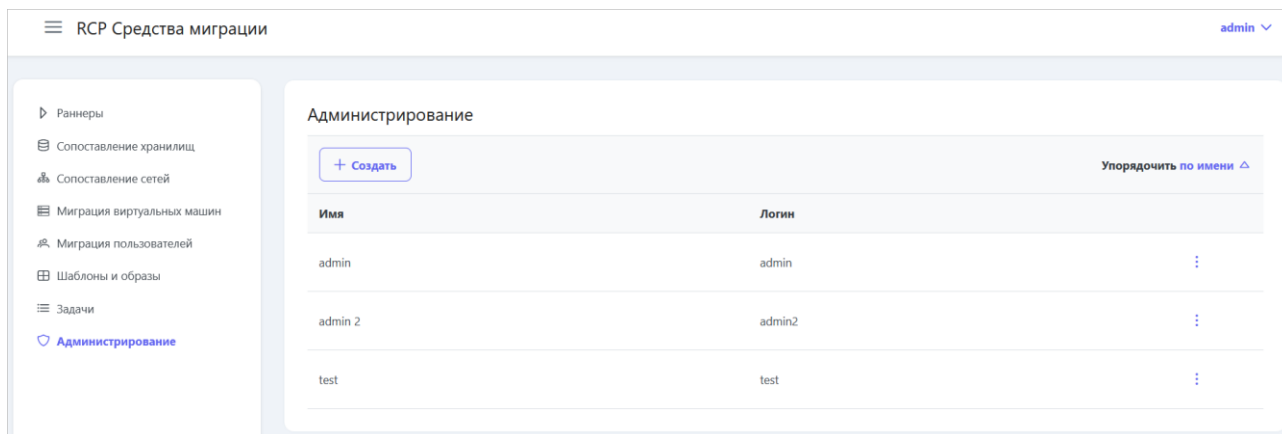 RCP Средства миграции
admin
Раннеры
Сопоставление хранилищ
Сопоставление сетей
Миграция виртуальных машин
Миграция пользователей
Шаблоны и образы
Задачи
Администрирование
Администрирование
+ Создать
Упорядочить по имени
Имя Логин
admin admin
admin 2 admin2
test test